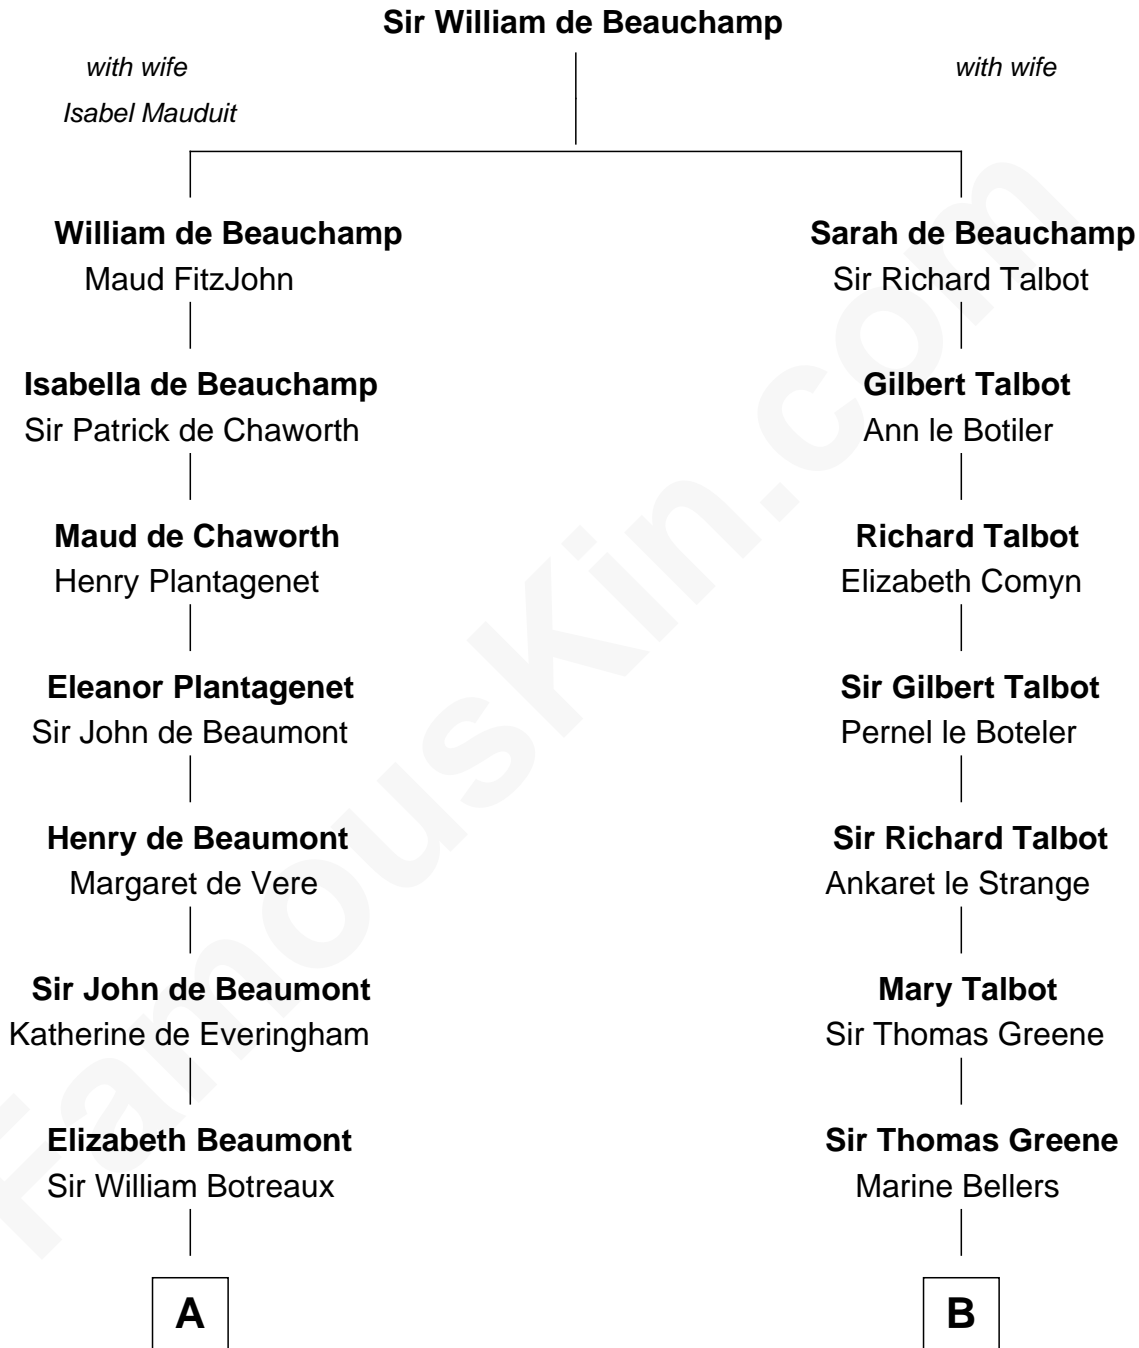 Sir William de Beauchamp
with wife
Isabel Mauduit
with wife
William de Beauchamp
Maud FitzJohn
Sarah de Beauchamp
Sir Richard Talbot
Isabella de Beauchamp
Sir Patrick de Chaworth
Gilbert Talbot
Ann le Botiler
Maud de Chaworth
Henry Plantagenet
Richard Talbot
Elizabeth Comyn
Eleanor Plantagenet
Sir John de Beaumont
Sir Gilbert Talbot
Pernel le Boteler
Henry de Beaumont
Margaret de Vere
Sir Richard Talbot
Ankaret le Strange
Sir John de Beaumont
Katherine de Everingham
Mary Talbot
Sir Thomas Greene
Elizabeth Beaumont
Sir William Botreaux
Sir Thomas Greene
Marine Bellers
A
B
FamousKin.com